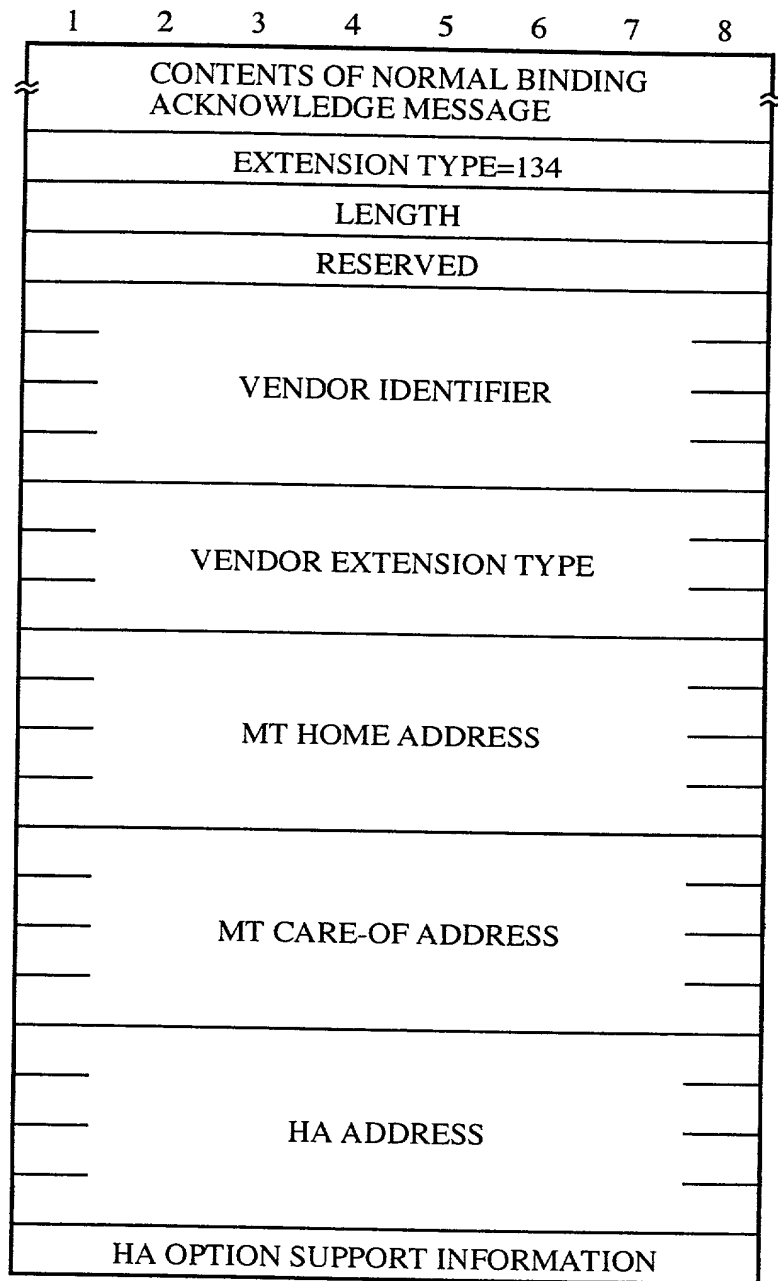 1 2 3 4 5 6 7 8
CONTENTS OF NORMAL BINDING
ACKNOWLEDGE MESSAGE
EXTENSION TYPE=134
LENGTH
RESERVED
VENDOR IDENTIFIER
VENDOR EXTENSION TYPE
MT HOME ADDRESS
MT CARE-OF ADDRESS
HA ADDRESS
HA OPTION SUPPORT INFORMATION